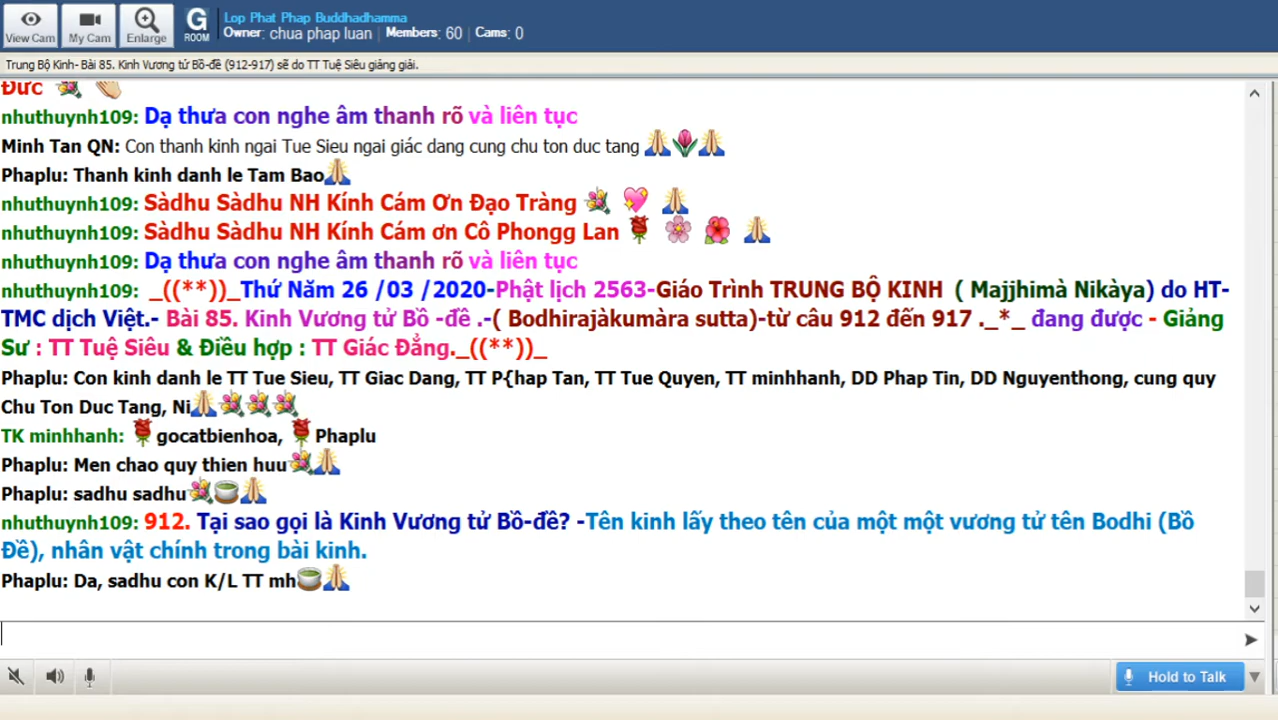 Lop Phat Phap Buddhadhamma
View Cam
My Cam
Enlarge
G
ROOM
Owner: chua phap luan | Members: 60 | Cams: 0
Trung Bộ Kinh- Bài 85. Kinh Vương tử Bồ-đề (912-917) sẽ do TT Tuệ Siêu giảng giải.
Đức
nhuthuynh109: Dạ thưa con nghe âm thanh rõ và liên tục
Minh Tan QN: Con thanh kinh ngai Tue Sieu ngai giác dang cung chu ton duc tang
Phaplu: Thanh kinh danh le Tam Bao
nhuthuynh109: Sàdhu Sàdhu NH Kính Cám Ơn Đạo Tràng
nhuthuynh109: Sàdhu Sàdhu NH Kính Cám ơn Cô Phongg Lan
nhuthuynh109: Dạ thưa con nghe âm thanh rõ và liên tục
nhuthuynh109: _((**))_Thứ Năm 26 /03 /2020-Phật lịch 2563-Giáo Trình TRUNG BỘ KINH ( Majjhimà Nikàya) do HT-
TMC dịch Việt.- Bài 85. Kinh Vương tử Bồ -đề .-( Bodhirajàkumàra sutta)-từ câu 912 đến 917 ._*_ đang được - Giảng
Sư : TT Tuệ Siêu & Điều hợp : TT Giác Đẳng._((**))_
Phaplu: Con kinh danh le TT Tue Sieu, TT Giac Dang, TT P{hap Tan, TT Tue Quyen, TT minhhanh, DD Phap Tin, DD Nguyenthong, cung quy
Chu Ton Duc Tang, Ni
TK minhhanh: gocatbienhoa, Phaplu
Phaplu: Men chao quy thien huu
Phaplu: sadhu sadhu
nhuthuynh109: 912. Tại sao gọi là Kinh Vương tử Bồ-đề? -Tên kinh lấy theo tên của một một vương tử tên Bodhi (Bồ
Đề), nhân vật chính trong bài kinh.
Phaplu: Da, sadhu con K/L TT mh
Hold to Talk